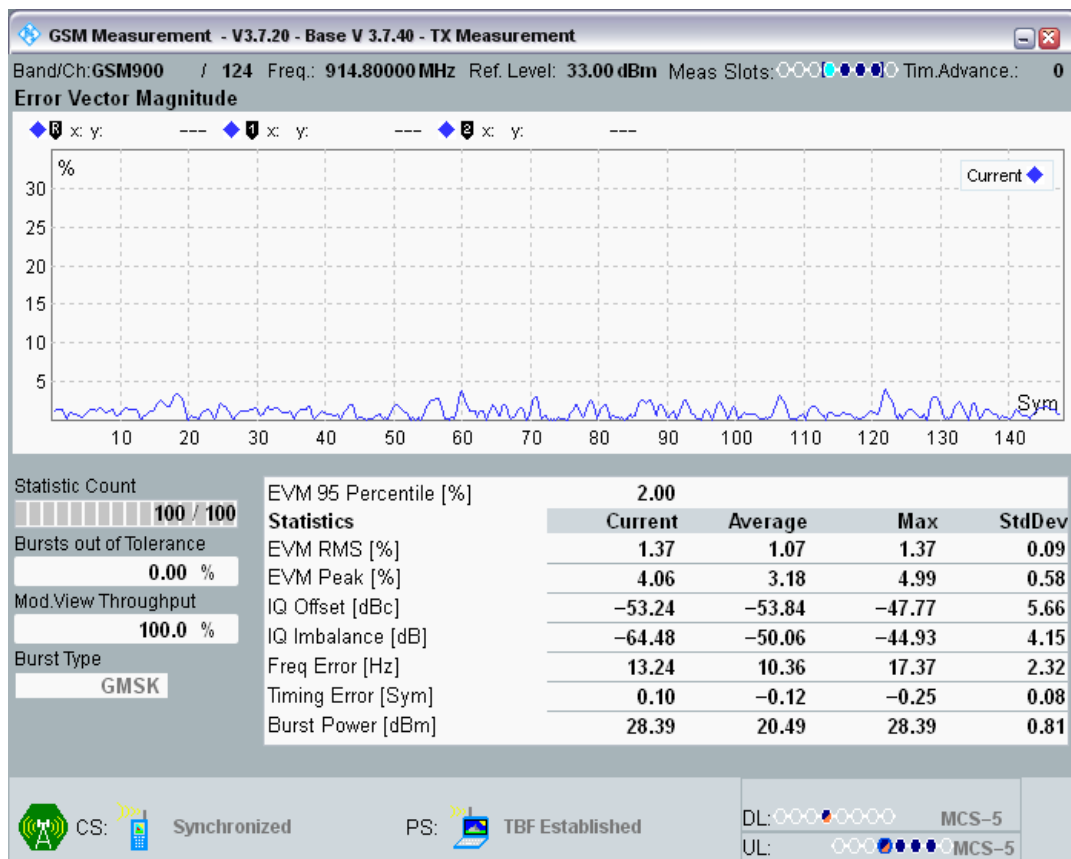 GSM Measurement - V3.7.20 - Base V 3.7.40 - TX Measurement
Band/Ch:GSM900 / 124 Freq.: 914.80000 MHz Ref. Level: 33.00 dBm Meas Slots: Tim.Advance.: 0
Error Vector Magnitude
R x: y: --- 1 x: y: --- 2 x: y: ---
%
Current
30
25
20
15
10
5
Sym
10 20 30 40 50 60 70 80 90 100 110 120 130 140
Statistic Count
100 / 100
Bursts out of Tolerance
0.00 %
Mod.View Throughput
100.0 %
Burst Type
GMSK
EVM 95 Percentile [%] 2.00
Statistics Current Average Max StdDev
EVM RMS [%] 1.37 1.07 1.37 0.09
EVM Peak [%] 4.06 3.18 4.99 0.58
IQ Offset [dBc] −53.24 −53.84 −47.77 5.66
IQ Imbalance [dB] −64.48 −50.06 −44.93 4.15
Freq Error [Hz] 13.24 10.36 17.37 2.32
Timing Error [Sym] 0.10 −0.12 −0.25 0.08
Burst Power [dBm] 28.39 20.49 28.39 0.81
CS: Synchronized PS: TBF Established
DL: MCS−5
UL: MCS−5